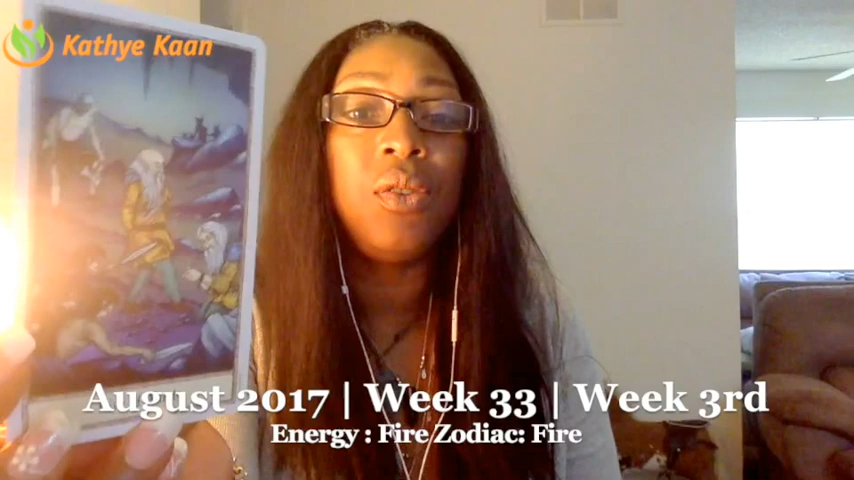 Kathye Kaan
August 2017 | Week 33 | Week 3rd
Energy : Fire Zodiac: Fire